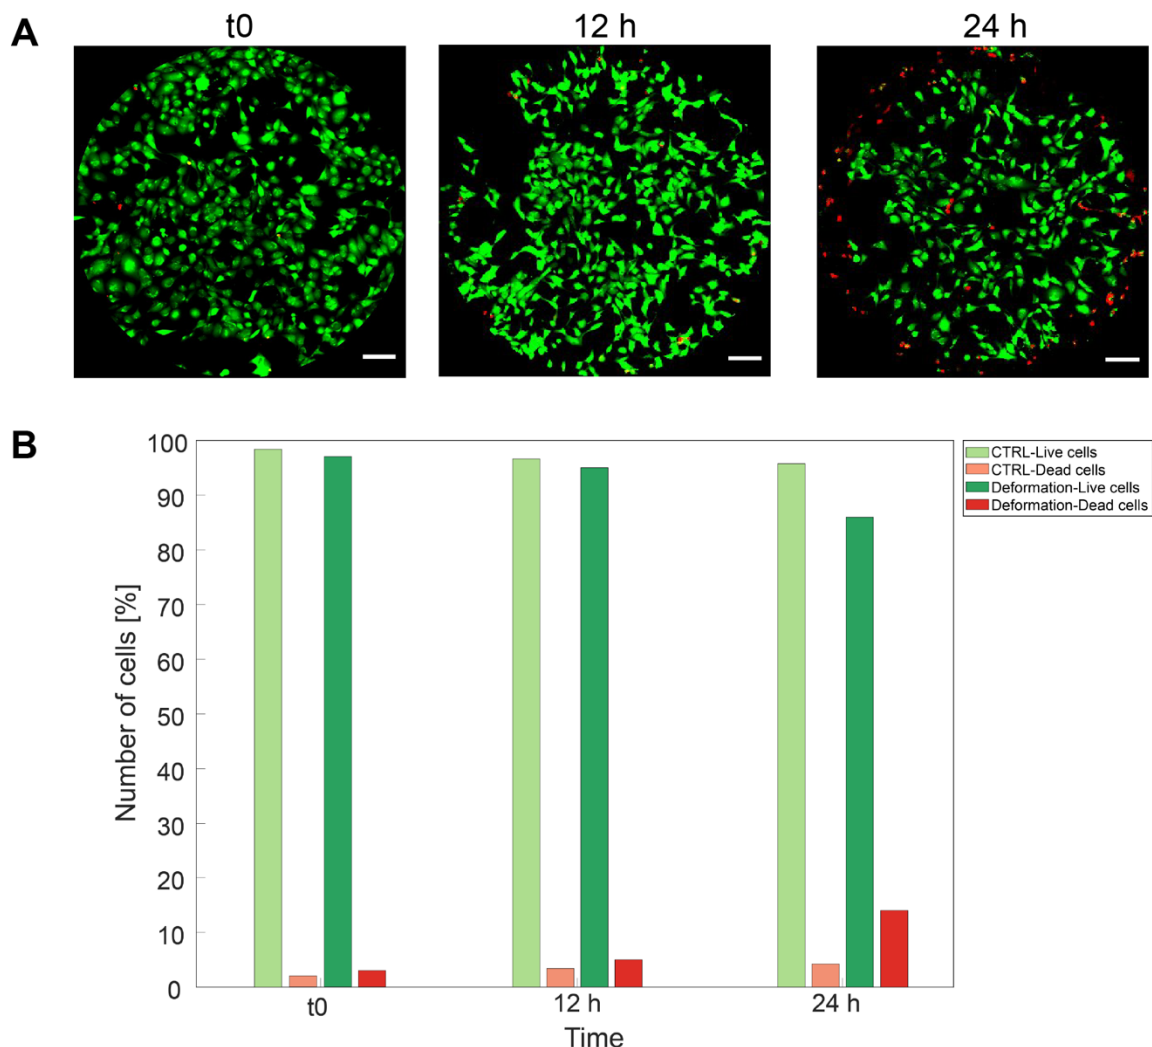 A
t0
12 h
24 h
B
100
90
80
70
60
50
40
30
20
10
0
Number of cells [%]
t0
12 h
24 h
Time
CTRL-Live cells
CTRL-Dead cells
Deformation-Live cells
Deformation-Dead cells